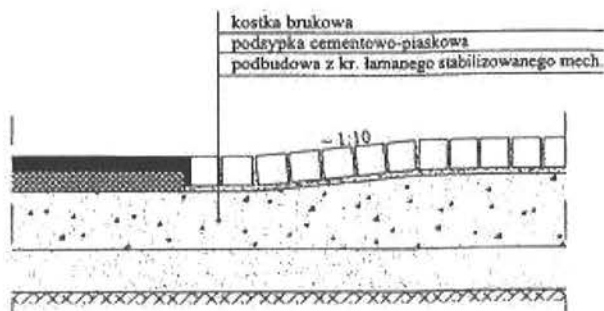 kostka brukowa
podsypka cementowo-piaskowa
podbudowa z kr. łamanego stabilizowanego mech.
~ 1:10